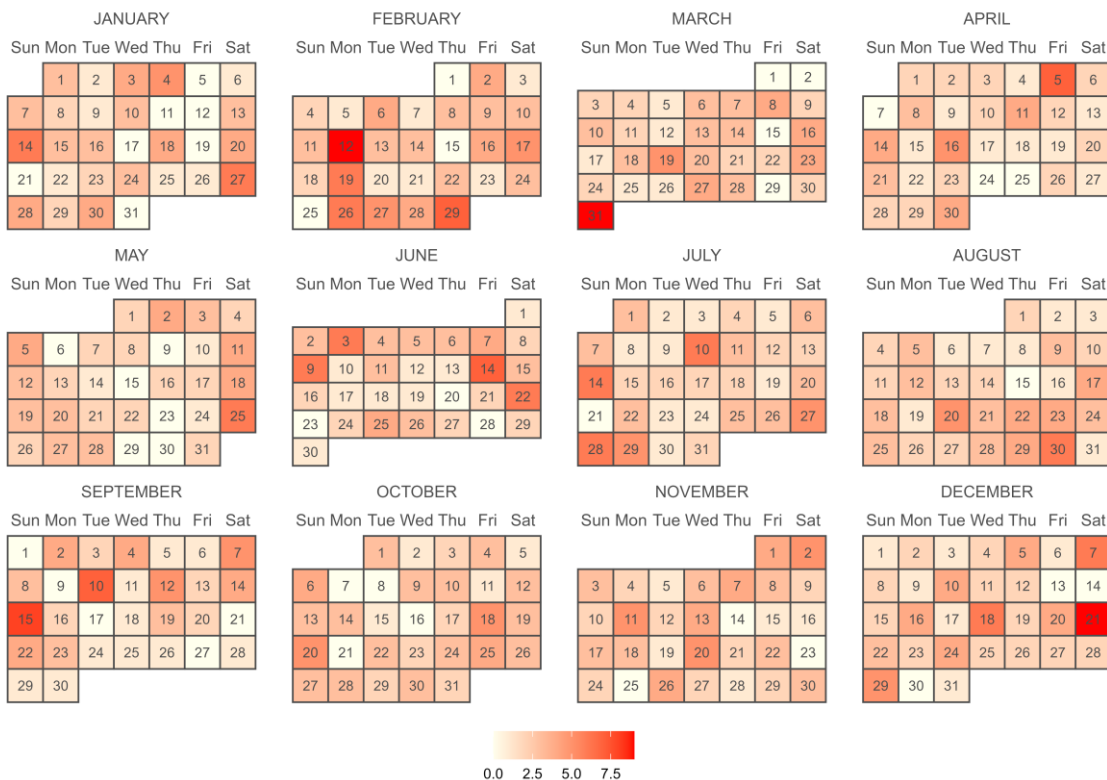 JANUARY
Sun Mon Tue Wed Thu Fri Sat
1 2 3 4 5 6
7 8 9 10 11 12 13
14 15 16 17 18 19 20
21 22 23 24 25 26 27
28 29 30 31
FEBRUARY
Sun Mon Tue Wed Thu Fri Sat
1 2 3
4 5 6 7 8 9 10
11 12 13 14 15 16 17
18 19 20 21 22 23 24
25 26 27 28 29
MARCH
Sun Mon Tue Wed Thu Fri Sat
1 2
3 4 5 6 7 8 9
10 11 12 13 14 15 16
17 18 19 20 21 22 23
24 25 26 27 28 29 30
31
APRIL
Sun Mon Tue Wed Thu Fri Sat
1 2 3 4 5 6
7 8 9 10 11 12 13
14 15 16 17 18 19 20
21 22 23 24 25 26 27
28 29 30
MAY
Sun Mon Tue Wed Thu Fri Sat
1 2 3 4
5 6 7 8 9 10 11
12 13 14 15 16 17 18
19 20 21 22 23 24 25
26 27 28 29 30 31
JUNE
Sun Mon Tue Wed Thu Fri Sat
1
2 3 4 5 6 7 8
9 10 11 12 13 14 15
16 17 18 19 20 21 22
23 24 25 26 27 28 29
30
JULY
Sun Mon Tue Wed Thu Fri Sat
1 2 3 4 5 6
7 8 9 10 11 12 13
14 15 16 17 18 19 20
21 22 23 24 25 26 27
28 29 30 31
AUGUST
Sun Mon Tue Wed Thu Fri Sat
1 2 3
4 5 6 7 8 9 10
11 12 13 14 15 16 17
18 19 20 21 22 23 24
25 26 27 28 29 30 31
SEPTEMBER
Sun Mon Tue Wed Thu Fri Sat
1 2 3 4 5 6 7
8 9 10 11 12 13 14
15 16 17 18 19 20 21
22 23 24 25 26 27 28
29 30
OCTOBER
Sun Mon Tue Wed Thu Fri Sat
1 2 3 4 5
6 7 8 9 10 11 12
13 14 15 16 17 18 19
20 21 22 23 24 25 26
27 28 29 30 31
NOVEMBER
Sun Mon Tue Wed Thu Fri Sat
1 2
3 4 5 6 7 8 9
10 11 12 13 14 15 16
17 18 19 20 21 22 23
24 25 26 27 28 29 30
DECEMBER
Sun Mon Tue Wed Thu Fri Sat
1 2 3 4 5 6 7
8 9 10 11 12 13 14
15 16 17 18 19 20 21
22 23 24 25 26 27 28
29 30 31
0.0 2.5 5.0 7.5